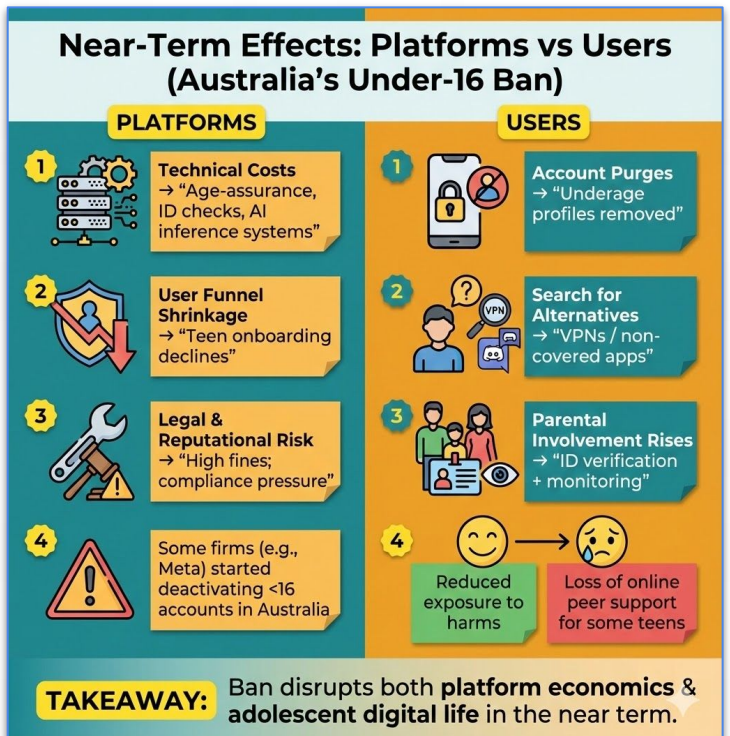 Near-Term Effects: Platforms vs Users
(Australia's Under-16 Ban)
PLATFORMS
1
Technical Costs
→ “Age-assurance,
ID checks, AI
inference systems”
2
User Funnel
Shrinkage
→ “Teen onboarding
declines”
3
Legal &
Reputational Risk
→ “High fines;
compliance pressure”
4
Some firms (e.g.,
Meta) started
deactivating <16
accounts in Australia
USERS
1
Account Purges
→ “Underage
profiles removed”
2
?
VPN
Search for
Alternatives
→ “VPNs / non-
covered apps”
3
Parental
Involvement Rises
→ “ID verification
+ monitoring”
4
Reduced
exposure to
harms
Loss of online
peer support
for some teens
TAKEAWAY:
Ban disrupts both platform economics &
adolescent digital life in the near term.